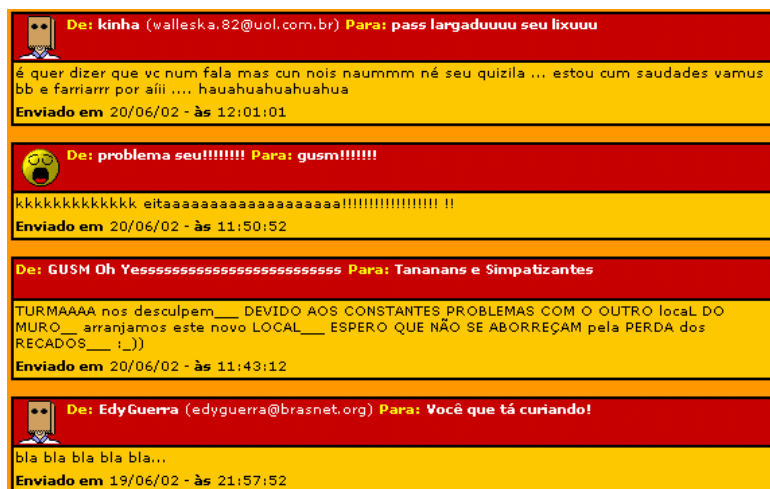 De: kinha (walleska.82@uol.com.br) Para: pass largaduuuu seu lixuuu
é quer dizer que vc num fala mas cun nois naummm né seu quizila ... estou cum saudades vamus
bb e farriarrr por aíii .... hauahuahuahuahua
Enviado em 20/06/02 - às 12:01:01
De: problema seu!!!!!!!! Para: gusm!!!!!!!
kkkkkkkkkkkkk eitaaaaaaaaaaaaaaaaaaaa!!!!!!!!!!!!!!!!!! !!
Enviado em 20/06/02 - às 11:50:52
De: GUSM Oh Yesssssssssssssssssssssssssss Para: Tananans e Simpatizantes
TURMAAAA nos desculpem___ DEVIDO AOS CONSTANTES PROBLEMAS COM O OUTRO locaL DO
MURO__ arranjamos este novo LOCAL___ ESPERO QUE NÃO SE ABORREÇAM pela PERDA dos
RECADOS___ :_))
Enviado em 20/06/02 - às 11:43:12
De: EdyGuerra (edyguerra@brasnet.org) Para: Você que tá curiando!
bla bla bla bla bla...
Enviado em 19/06/02 - às 21:57:52